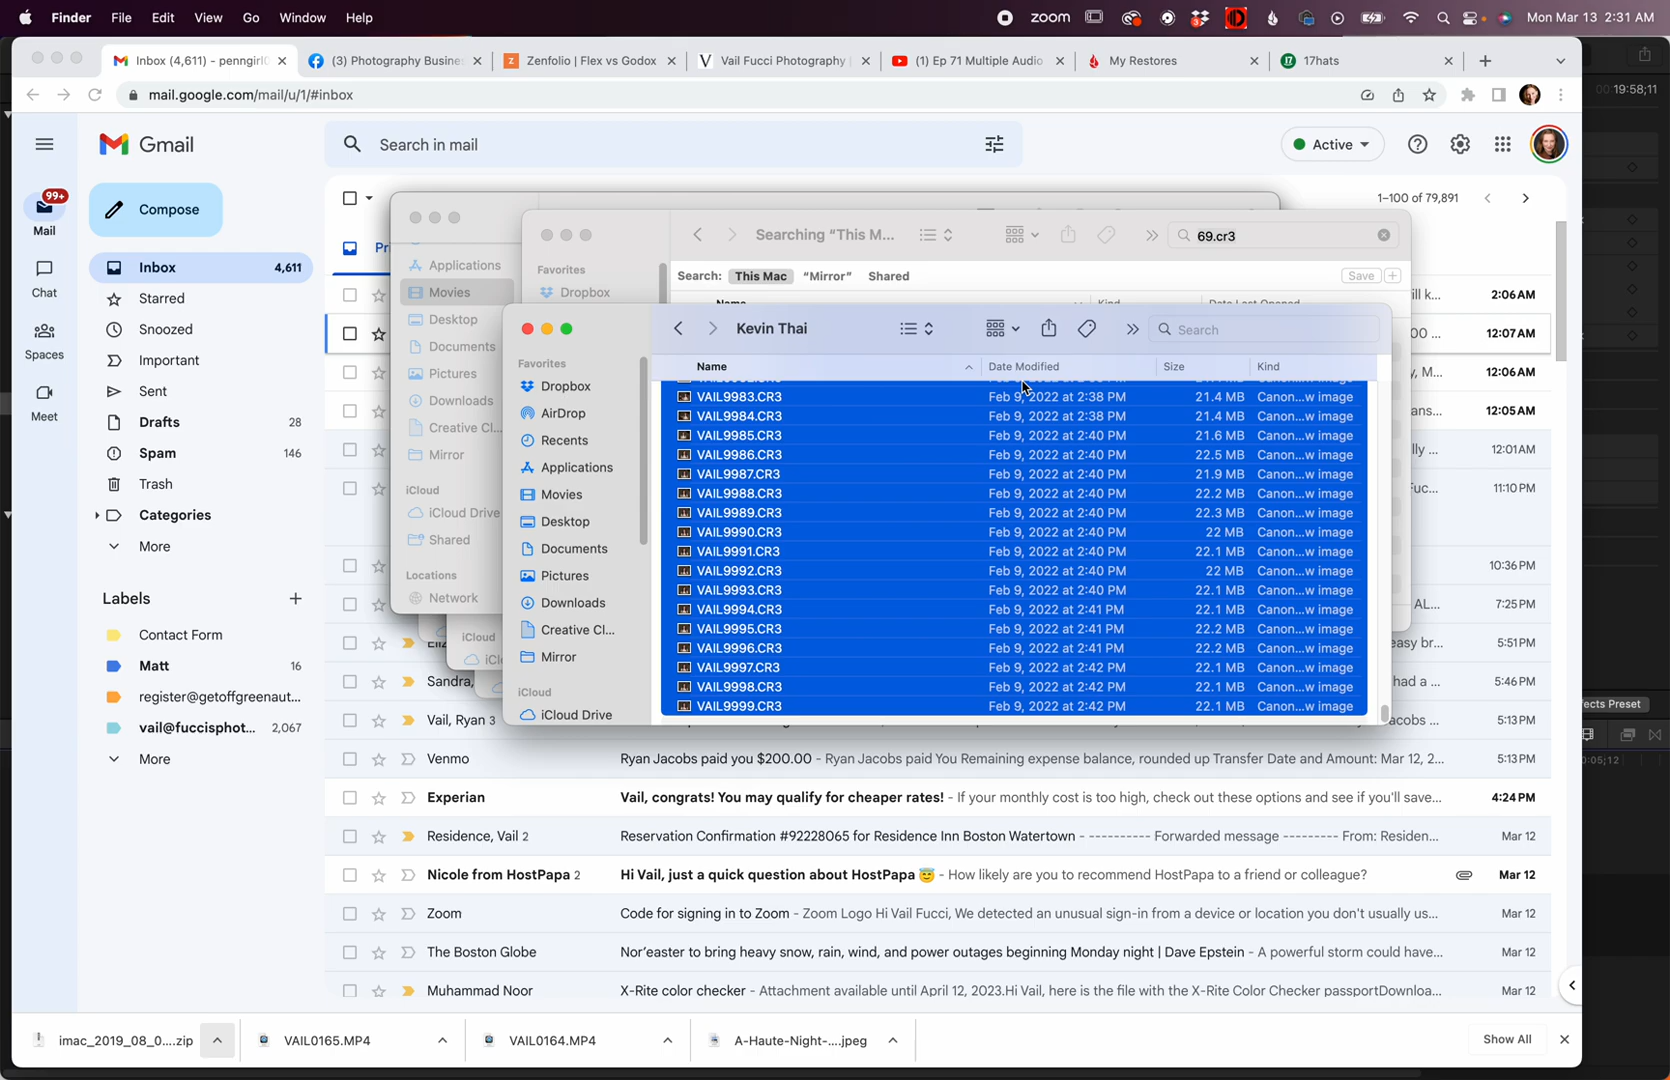 Finder File Edit View Go Window Help zoom 3 Mon Mar 13 2:31 AM
Inbox (4,611) - penngirl (3) Photography Busine Zenfolio | Flex vs Godox Vail Fucci Photography (1) Ep 71 Multiple Audio My Restores 17 17hats
mail.google.com/mail/u/1/#inbox
00:19:58;11
Gmail Search in mail Active
99+
Mail
Chat
Spaces
Meet
Compose
Inbox 4,611
Starred
Snoozed
Important
Sent
Drafts 28
Spam 146
Trash
Categories
More
Labels
Contact Form
Matt 16
register@getoffgreenaut...
vail@fuccisphot... 2,067
More
1–100 of 79,891
Pr
Applications
Movies
Desktop
Documents
Pictures
Downloads
Creative Cl...
Mirror
iCloud
iCloud Drive
Shared
Locations
Network
iCloud
Favorites
Dropbox
Searching “This M... 69.cr3
Search: This Mac “Mirror” Shared Save
Name Kind Date Last Opened
Kevin Thai Search
Favorites
Dropbox
AirDrop
Recents
Applications
Movies
Desktop
Documents
Pictures
Downloads
Creative Cl...
Mirror
iCloud
iCloud Drive
Name Date Modified Size Kind
VAIL9983.CR3 Feb 9, 2022 at 2:38 PM 21.4 MB Canon...w image
VAIL9984.CR3 Feb 9, 2022 at 2:38 PM 21.4 MB Canon...w image
VAIL9985.CR3 Feb 9, 2022 at 2:40 PM 21.6 MB Canon...w image
VAIL9986.CR3 Feb 9, 2022 at 2:40 PM 22.5 MB Canon...w image
VAIL9987.CR3 Feb 9, 2022 at 2:40 PM 21.9 MB Canon...w image
VAIL9988.CR3 Feb 9, 2022 at 2:40 PM 22.2 MB Canon...w image
VAIL9989.CR3 Feb 9, 2022 at 2:40 PM 22.3 MB Canon...w image
VAIL9990.CR3 Feb 9, 2022 at 2:40 PM 22 MB Canon...w image
VAIL9991.CR3 Feb 9, 2022 at 2:40 PM 22.1 MB Canon...w image
VAIL9992.CR3 Feb 9, 2022 at 2:40 PM 22 MB Canon...w image
VAIL9993.CR3 Feb 9, 2022 at 2:40 PM 22.1 MB Canon...w image
VAIL9994.CR3 Feb 9, 2022 at 2:41 PM 22.1 MB Canon...w image
VAIL9995.CR3 Feb 9, 2022 at 2:41 PM 22.2 MB Canon...w image
VAIL9996.CR3 Feb 9, 2022 at 2:41 PM 22.2 MB Canon...w image
VAIL9997.CR3 Feb 9, 2022 at 2:42 PM 22.1 MB Canon...w image
VAIL9998.CR3 Feb 9, 2022 at 2:42 PM 22.1 MB Canon...w image
VAIL9999.CR3 Feb 9, 2022 at 2:42 PM 22.1 MB Canon...w image
ill k... 2:06 AM
00 ... 12:07 AM
, M... 12:06 AM
ans... 12:05 AM
lly ... 12:01 AM
Fuc... 11:10 PM
10:36 PM
AL... 7:25 PM
easy br... 5:51 PM
Sandra, had a ... 5:46 PM
Vail, Ryan 3 acobs ... 5:13 PM
ects Preset
Venmo Ryan Jacobs paid you $200.00 - Ryan Jacobs paid You Remaining expense balance, rounded up Transfer Date and Amount: Mar 12, 2... 5:13 PM
Experian Vail, congrats! You may qualify for cheaper rates! - If your monthly cost is too high, check out these options and see if you'll save... 4:24 PM
Residence, Vail 2 Reservation Confirmation #92228065 for Residence Inn Boston Watertown - ---------- Forwarded message --------- From: Residen... Mar 12
Nicole from HostPapa 2 Hi Vail, just a quick question about HostPapa 😇 - How likely are you to recommend HostPapa to a friend or colleague? Mar 12
Zoom Code for signing in to Zoom - Zoom Logo Hi Vail Fucci, We detected an unusual sign-in from a device or location you don't usually us... Mar 12
The Boston Globe Nor'easter to bring heavy snow, rain, wind, and power outages beginning Monday night | Dave Epstein - A powerful storm could have... Mar 12
Muhammad Noor X-Rite color checker - Attachment available until April 12, 2023.Hi Vail, here is the file with the X-Rite Color Checker passportDownloa... Mar 12
imac_2019_08_0....zip VAIL0165.MP4 VAIL0164.MP4 A-Haute-Night-....jpeg Show All